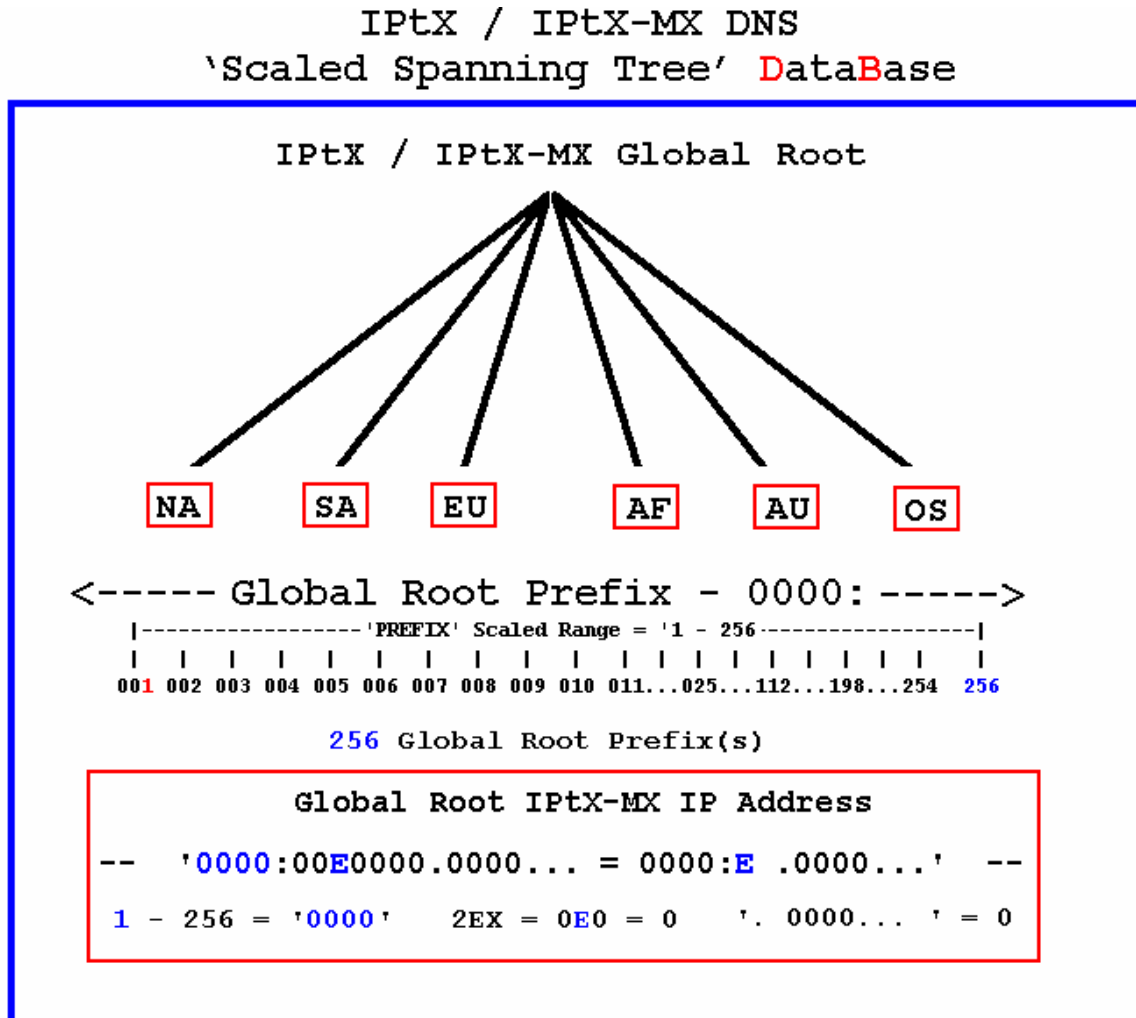 IPtX / IPtX-MX DNS
‘Scaled Spanning Tree’ DataBase
IPtX / IPtX-MX Global Root
NA SA EU AF AU OS
<----- Global Root Prefix - 0000: ----->
|------------------'PREFIX' Scaled Range = '1 - 256------------------|
001 002 003 004 005 006 007 008 009 010 011...025...112...198...254 256
256 Global Root Prefix(s)
Global Root IPtX-MX IP Address
-- '0000:00E0000.0000... = 0000:E .0000...' --
1 - 256 = '0000' 2EX = 0E0 = 0 '. 0000... ' = 0